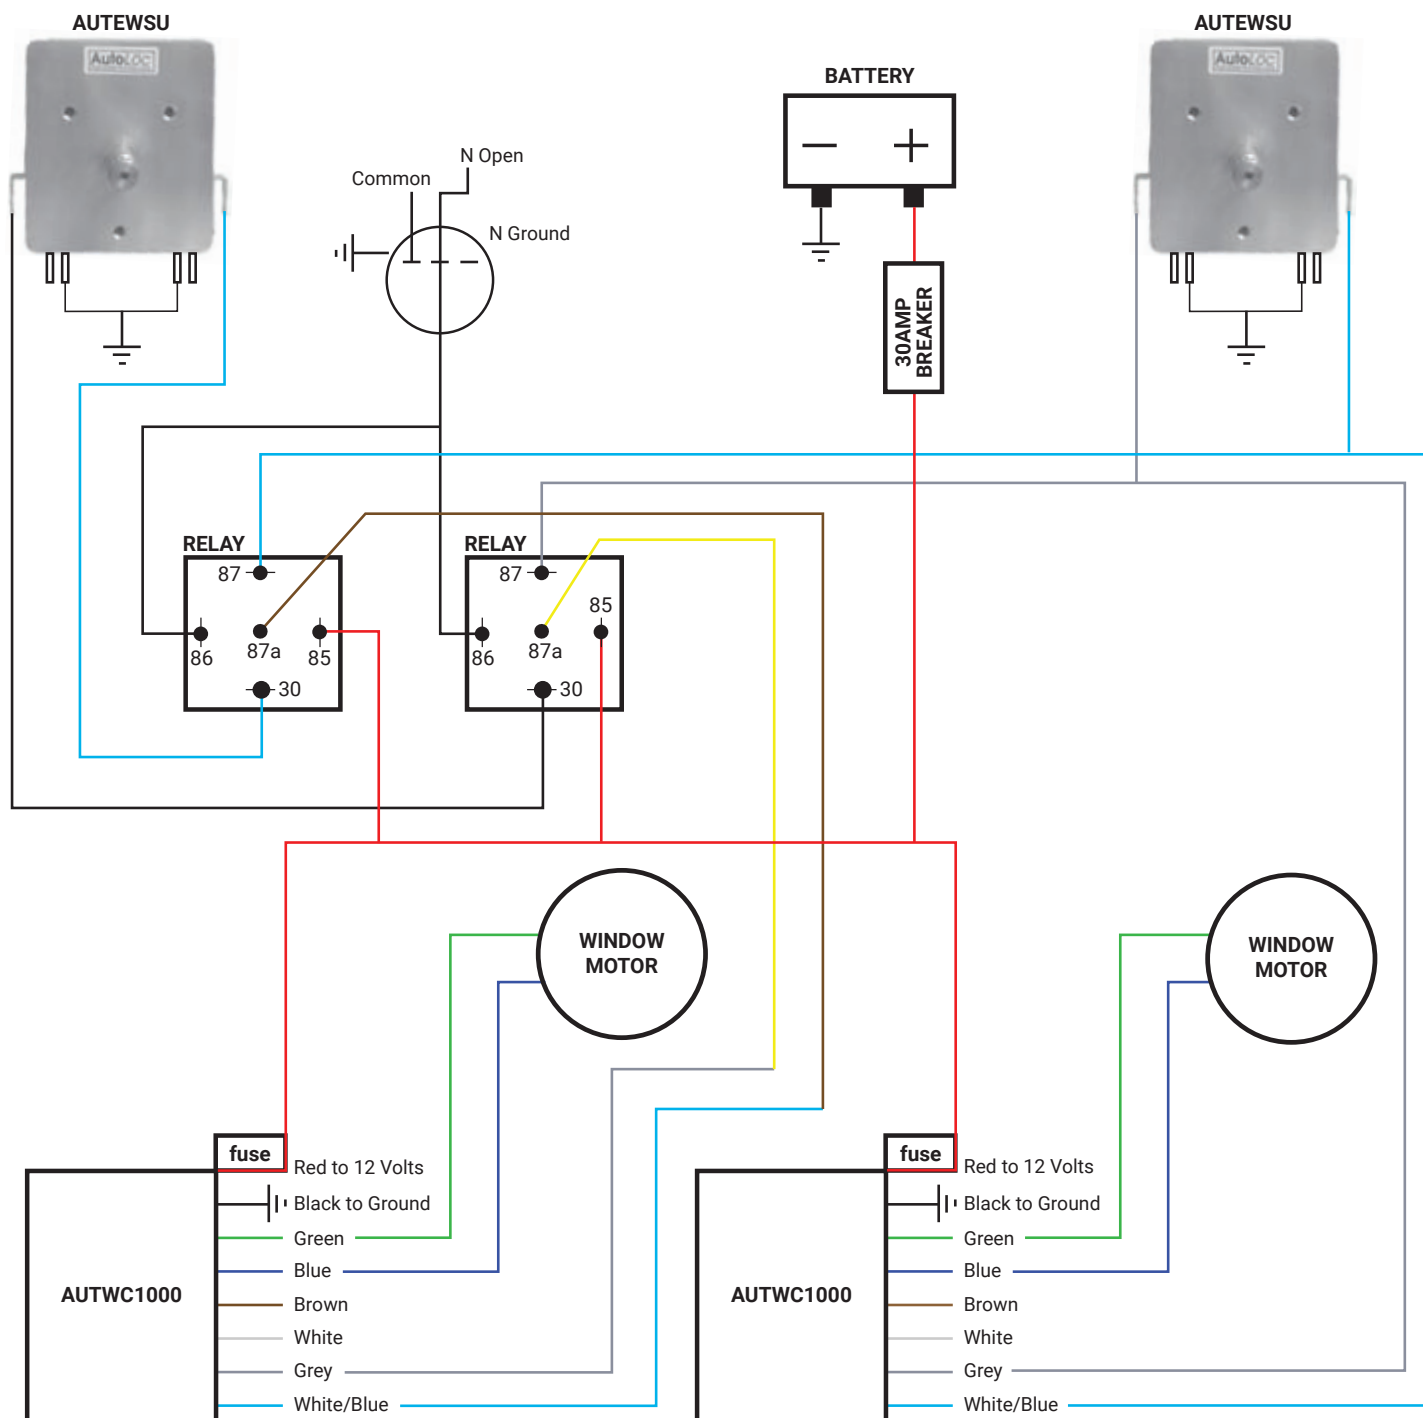 AUTEWSU
AUTEWSU
AutoLOC
AutoLOC
BATTERY
N Open
Common
N Ground
30AMP
BREAKER
RELAY
87
86
87a
85
30
RELAY
87
85
86
87a
30
WINDOW
MOTOR
WINDOW
MOTOR
fuse
Red to 12 Volts
Black to Ground
Green
Blue
Brown
White
Grey
White/Blue
AUTWC1000
fuse
Red to 12 Volts
Black to Ground
Green
Blue
Brown
White
Grey
White/Blue
AUTWC1000